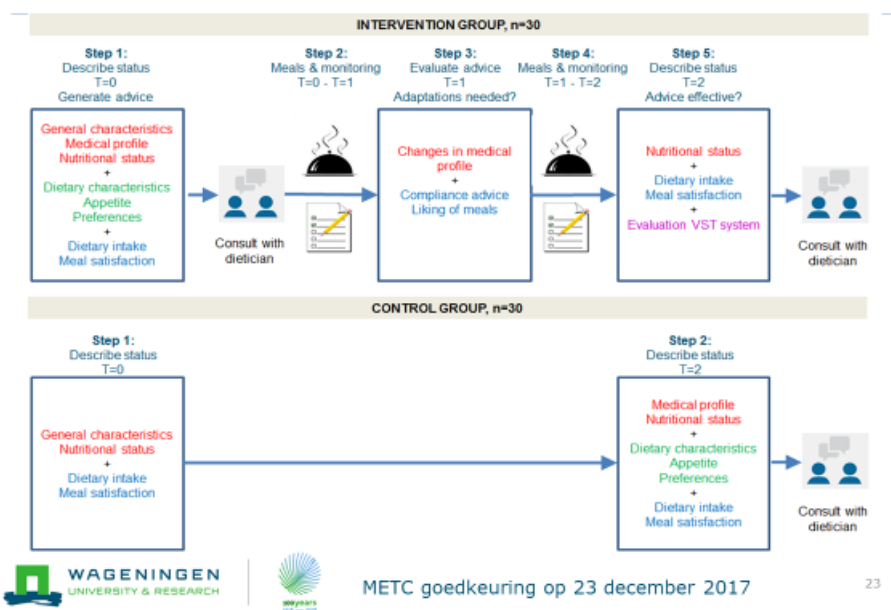 INTERVENTION GROUP, n=30
Step 1:
Describe status
T=0
Generate advice
Step 2:
Meals & monitoring
T=0 - T=1
Step 3:
Evaluate advice
T=1
Adaptations needed?
Step 4:
Meals & monitoring
T=1 - T=2
Step 5:
Describe status
T=2
Advice effective?
General characteristics
Medical profile
Nutritional status
+
Dietary characteristics
Appetite
Preferences
+
Dietary intake
Meal satisfaction
Consult with
dietician
Changes in medical
profile
+
Compliance advice
Liking of meals
Nutritional status
+
Dietary intake
Meal satisfaction
+
Evaluation VST system
Consult with
dietician
CONTROL GROUP, n=30
Step 1:
Describe status
T=0
Step 2:
Describe status
T=2
General characteristics
Nutritional status
+
Dietary intake
Meal satisfaction
Medical profile
Nutritional status
+
Dietary characteristics
Appetite
Preferences
+
Dietary intake
Meal satisfaction
Consult with
dietician
WAGENINGEN
UNIVERSITY & RESEARCH
100years
METC goedkeuring op 23 december 2017
23